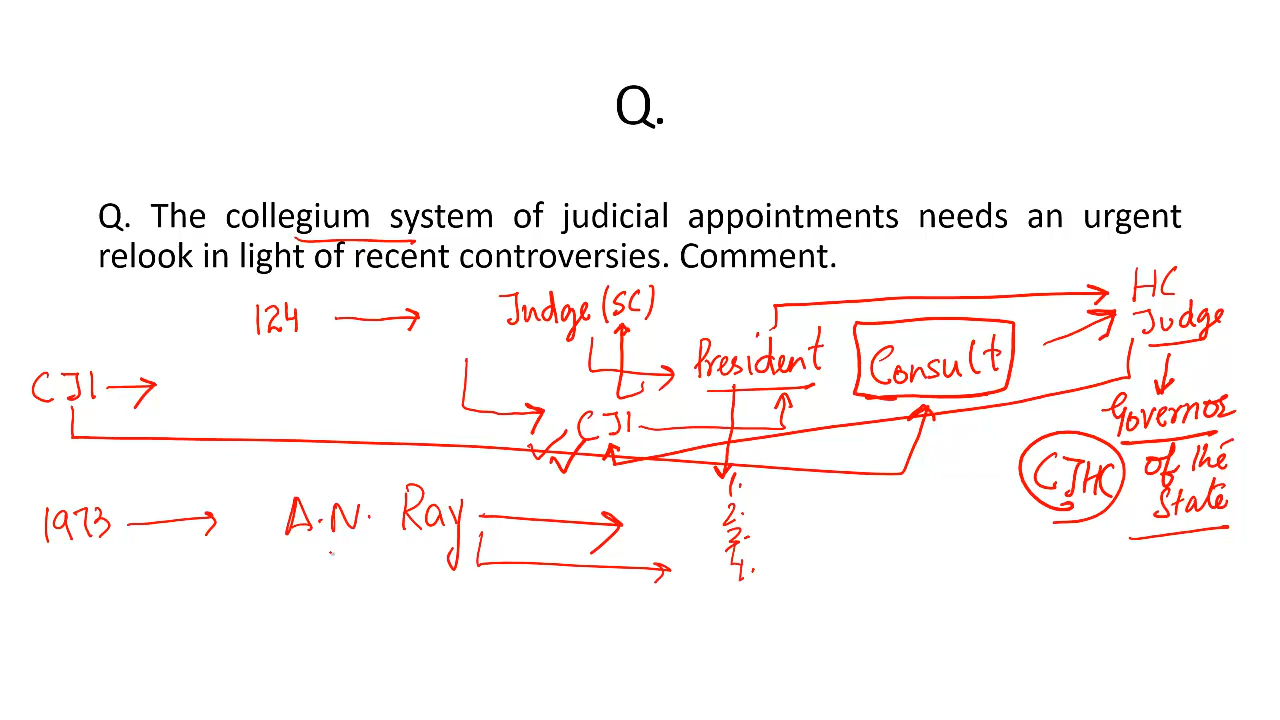 Q.
Q. The collegium system of judicial appointments needs an urgent
relook in light of recent controversies. Comment.
124 Judge (SC) HC
Judge
President Consult
CJI
CJI
Governor
of the
State
CJHC
1973 A.N. Ray
1.
2.
3.
4.